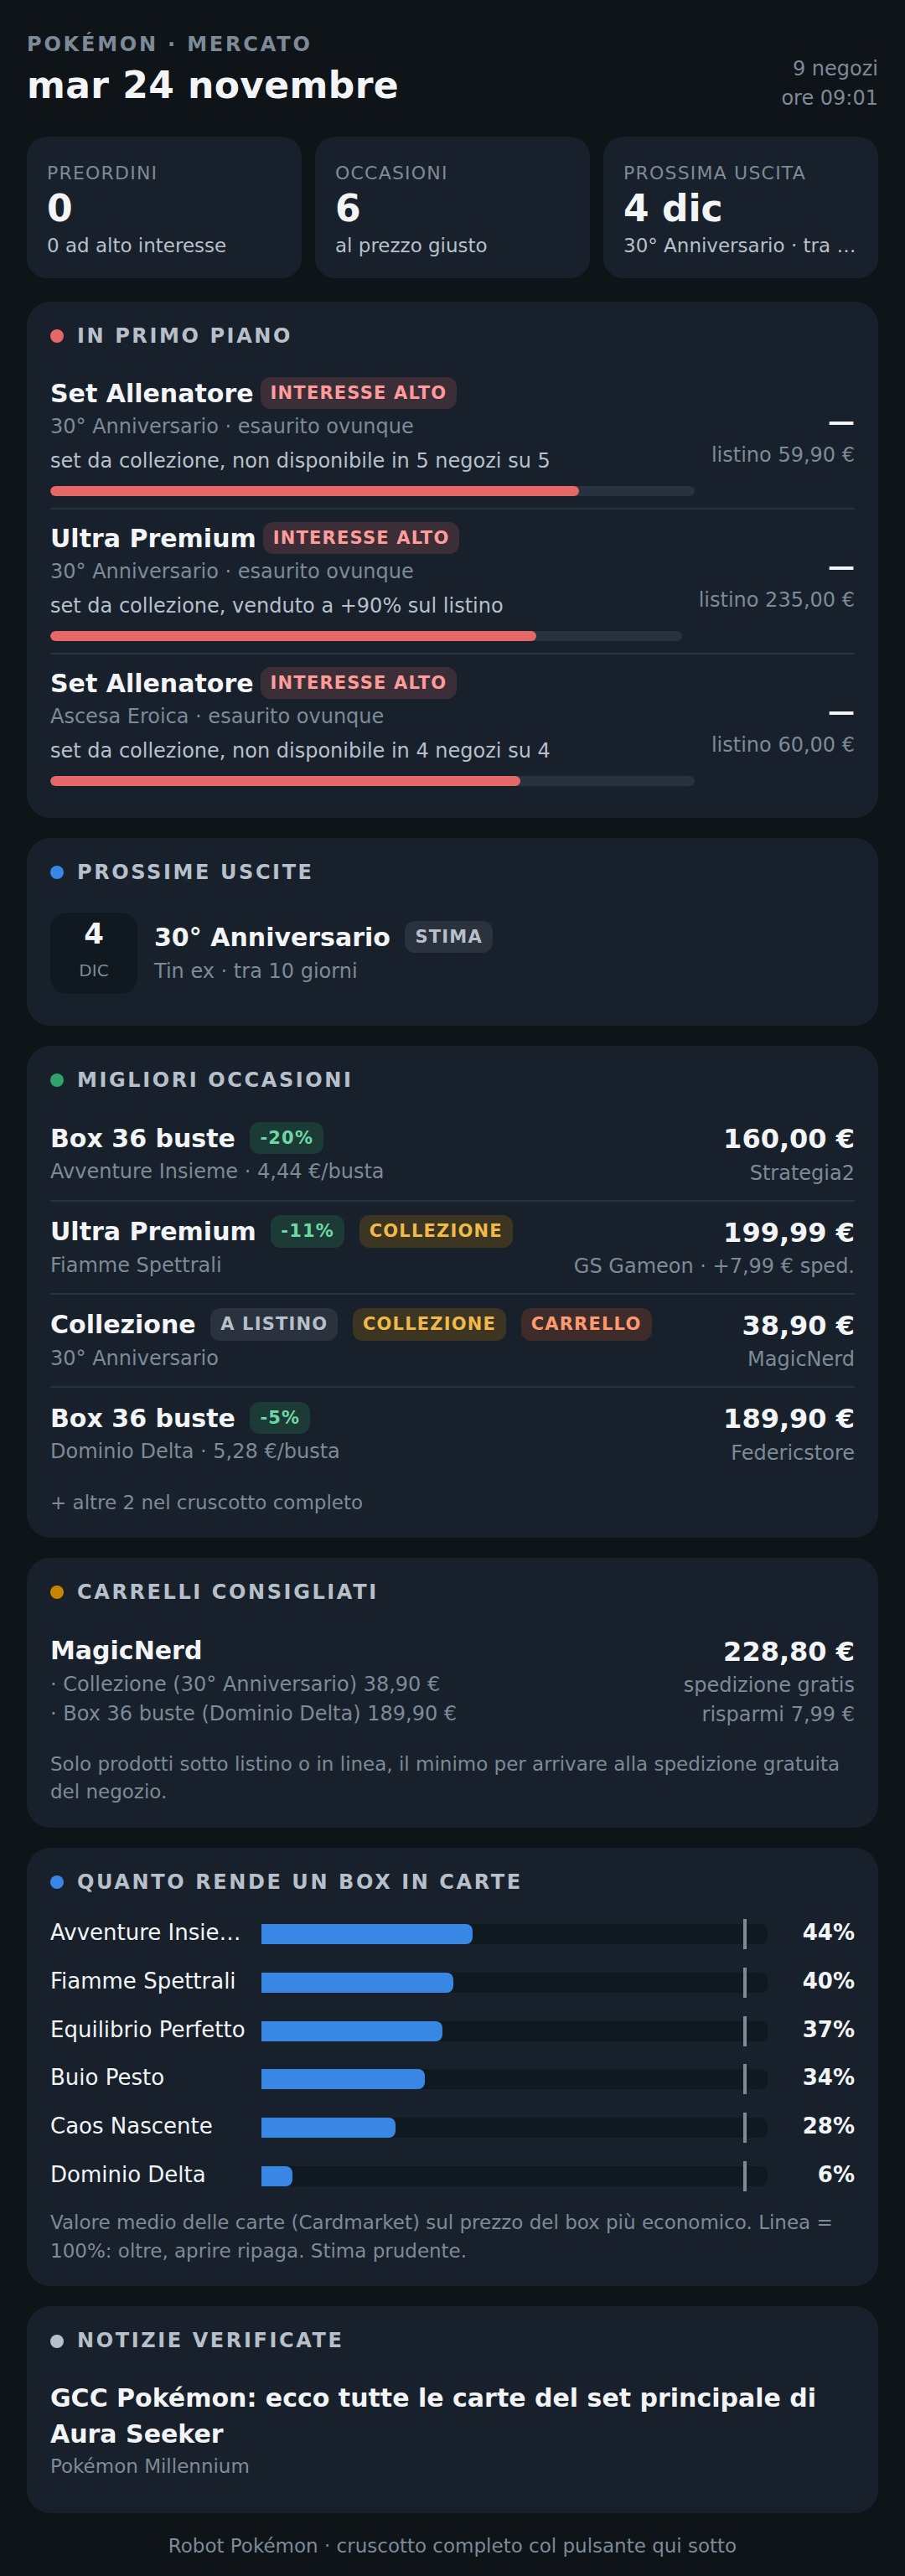 POKÉMON · MERCATO
mar 24 novembre
9 negozi
ore 09:01
PREORDINI
0
0 ad alto interesse
OCCASIONI
6
al prezzo giusto
PROSSIMA USCITA
4 dic
30° Anniversario · tra ...
IN PRIMO PIANO
Set Allenatore INTERESSE ALTO
30° Anniversario · esaurito ovunque
set da collezione, non disponibile in 5 negozi su 5
—
listino 59,90 €
Ultra Premium INTERESSE ALTO
30° Anniversario · esaurito ovunque
set da collezione, venduto a +90% sul listino
—
listino 235,00 €
Set Allenatore INTERESSE ALTO
Ascesa Eroica · esaurito ovunque
set da collezione, non disponibile in 4 negozi su 4
—
listino 60,00 €
PROSSIME USCITE
4
DIC
30° Anniversario STIMA
Tin ex · tra 10 giorni
MIGLIORI OCCASIONI
Box 36 buste -20%
Avventure Insieme · 4,44 €/busta
160,00 €
Strategia2
Ultra Premium -11% COLLEZIONE
Fiamme Spettrali
199,99 €
GS Gameon · +7,99 € sped.
Collezione A LISTINO COLLEZIONE CARRELLO
30° Anniversario
38,90 €
MagicNerd
Box 36 buste -5%
Dominio Delta · 5,28 €/busta
189,90 €
Federicstore
+ altre 2 nel cruscotto completo
CARRELLI CONSIGLIATI
MagicNerd
· Collezione (30° Anniversario) 38,90 €
· Box 36 buste (Dominio Delta) 189,90 €
228,80 €
spedizione gratis
risparmi 7,99 €
Solo prodotti sotto listino o in linea, il minimo per arrivare alla spedizione gratuita
del negozio.
QUANTO RENDE UN BOX IN CARTE
Avventure Insie... 44%
Fiamme Spettrali 40%
Equilibrio Perfetto 37%
Buio Pesto 34%
Caos Nascente 28%
Dominio Delta 6%
Valore medio delle carte (Cardmarket) sul prezzo del box più economico. Linea =
100%: oltre, aprire ripaga. Stima prudente.
NOTIZIE VERIFICATE
GCC Pokémon: ecco tutte le carte del set principale di
Aura Seeker
Pokémon Millennium
Robot Pokémon · cruscotto completo col pulsante qui sotto